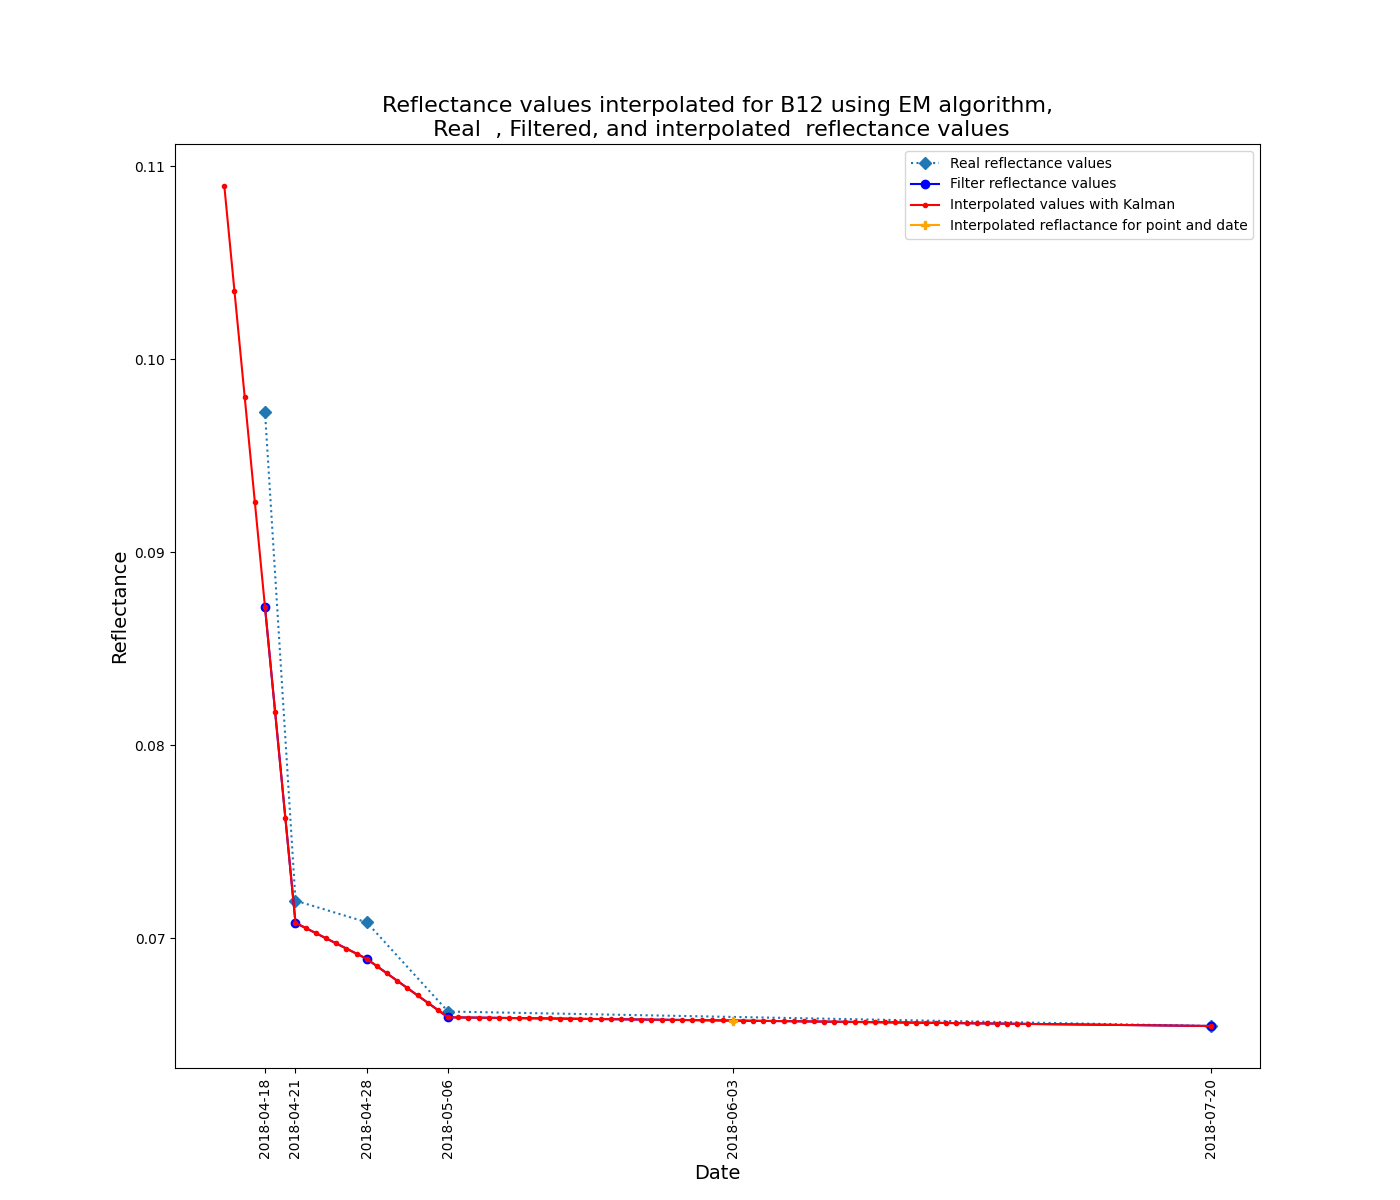 Reflectance values interpolated for B12 using EM algorithm,
Real , Filtered, and interpolated reflectance values
Real reflectance values
Filter reflectance values
Interpolated values with Kalman
Interpolated reflactance for point and date
0.11
0.10
0.09
0.08
0.07
Reflectance
2018-04-18
2018-04-21
2018-04-28
2018-05-06
2018-06-03
2018-07-20
Date